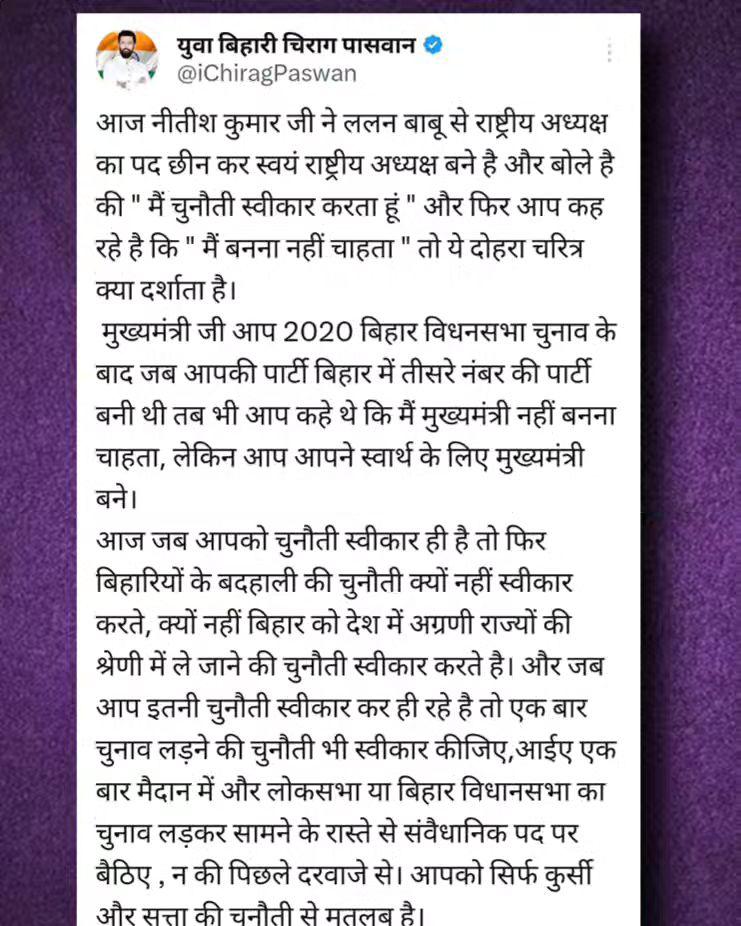 युवा बिहारी चिराग पासवान
@iChiragPaswan
आज नीतीश कुमार जी ने ललन बाबू से राष्ट्रीय अध्यक्ष
का पद छीन कर स्वयं राष्ट्रीय अध्यक्ष बने है और बोले है
की " मैं चुनौती स्वीकार करता हूं " और फिर आप कह
रहे है कि " मैं बनना नहीं चाहता " तो ये दोहरा चरित्र
क्या दर्शाता है।
मुख्यमंत्री जी आप 2020 बिहार विधनसभा चुनाव के
बाद जब आपकी पार्टी बिहार में तीसरे नंबर की पार्टी
बनी थी तब भी आप कहे थे कि मैं मुख्यमंत्री नहीं बनना
चाहता, लेकिन आप आपने स्वार्थ के लिए मुख्यमंत्री
बने।
आज जब आपको चुनौती स्वीकार ही है तो फिर
बिहारियों के बदहाली की चुनौती क्यों नहीं स्वीकार
करते, क्यों नहीं बिहार को देश में अग्रणी राज्यों की
श्रेणी में ले जाने की चुनौती स्वीकार करते है। और जब
आप इतनी चुनौती स्वीकार कर ही रहे है तो एक बार
चुनाव लड़ने की चुनौती भी स्वीकार कीजिए,आईए एक
बार मैदान में और लोकसभा या बिहार विधानसभा का
चुनाव लड़कर सामने के रास्ते से संवैधानिक पद पर
बैठिए , न की पिछले दरवाजे से। आपको सिर्फ कुर्सी
और सत्ता की चुनौती से मतलब है।